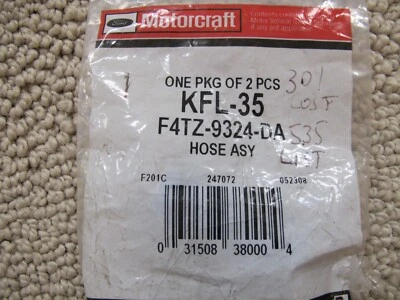 Ford
Motorcraft
ONE PKG OF 2 PCS
KFL-35
F4TZ-9324-DA
HOSE ASY
301
COST
535
LIST
F201C 247072 052308
0 31508 38000 4